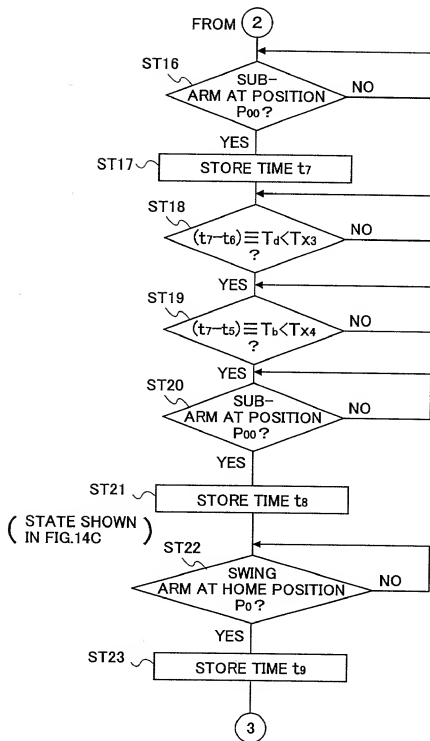 FROM 2
ST16
SUB-
ARM AT POSITION
P00?
NO
YES
ST17
STORE TIME t7
ST18
(t7-t6)≡Td<TX3
?
NO
YES
ST19
(t7-t5)≡Tb<TX4
?
NO
YES
ST20
SUB-
ARM AT POSITION
P00?
NO
YES
ST21
STORE TIME t8
(STATE SHOWN
IN FIG.14C)
ST22
SWING
ARM AT HOME POSITION
P0?
NO
YES
ST23
STORE TIME t9
3